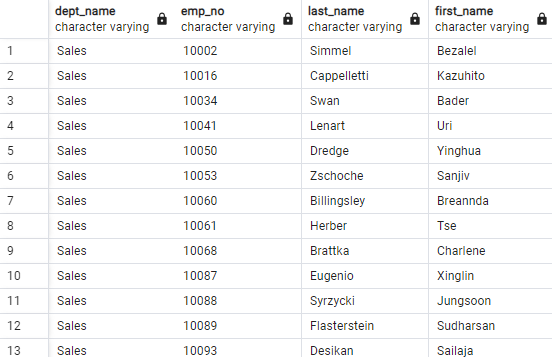 dept_name emp_no last_name first_name
character varying character varying character varying character varying
1 Sales 10002 Simmel Bezalel
2 Sales 10016 Cappelletti Kazuhito
3 Sales 10034 Swan Bader
4 Sales 10041 Lenart Uri
5 Sales 10050 Dredge Yinghua
6 Sales 10053 Zschoche Sanjiv
7 Sales 10060 Billingsley Breannda
8 Sales 10061 Herber Tse
9 Sales 10068 Brattka Charlene
10 Sales 10087 Eugenio Xinglin
11 Sales 10088 Syrzycki Jungsoon
12 Sales 10089 Flasterstein Sudharsan
13 Sales 10093 Desikan Sailaja